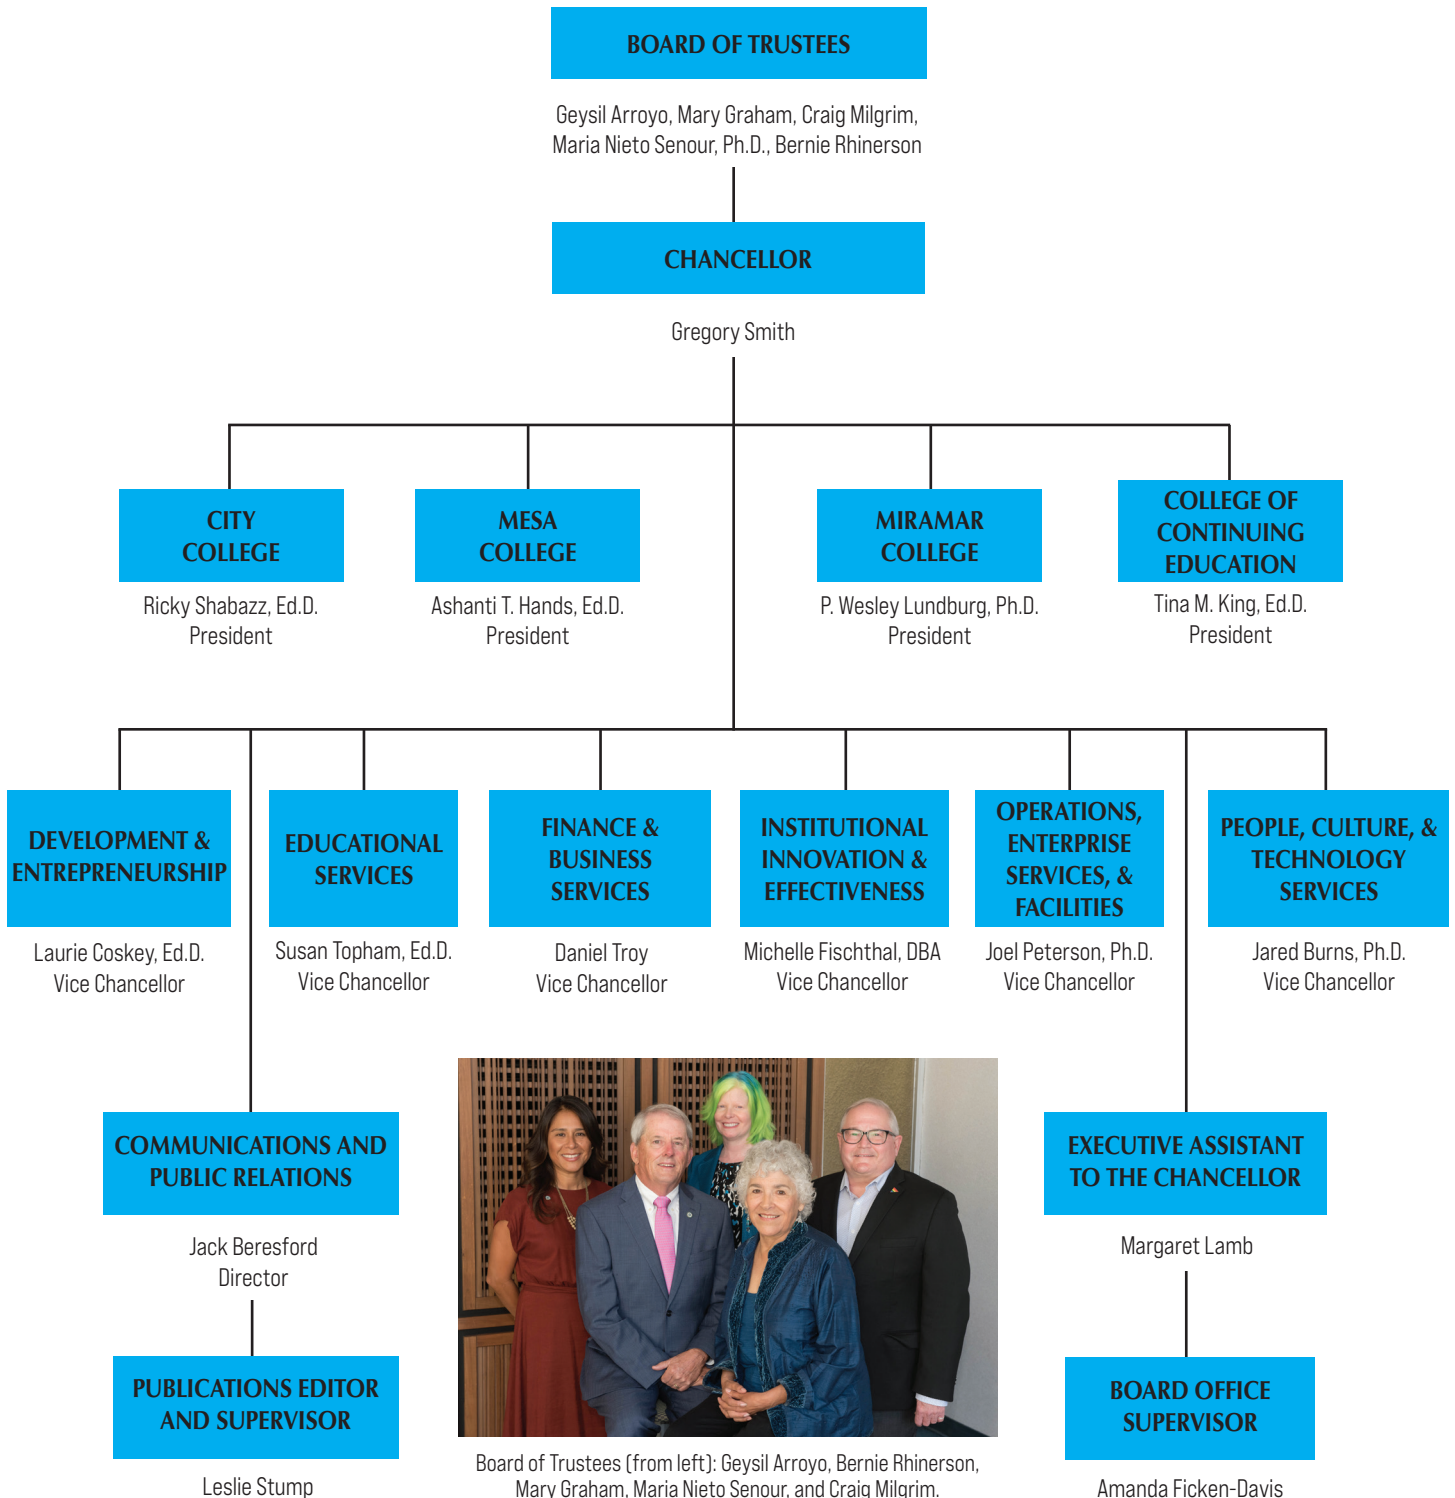 BOARD OF TRUSTEES
Geysil Arroyo, Mary Graham, Craig Milgrim,
Maria Nieto Senour, Ph.D., Bernie Rhinerson
CHANCELLOR
Gregory Smith
CITY
COLLEGE
Ricky Shabazz, Ed.D.
President
MESA
COLLEGE
Ashanti T. Hands, Ed.D.
President
MIRAMAR
COLLEGE
P. Wesley Lundburg, Ph.D.
President
COLLEGE OF
CONTINUING
EDUCATION
Tina M. King, Ed.D.
President
DEVELOPMENT &
ENTREPRENEURSHIP
Laurie Coskey, Ed.D.
Vice Chancellor
EDUCATIONAL
SERVICES
Susan Topham, Ed.D.
Vice Chancellor
FINANCE &
BUSINESS
SERVICES
Daniel Troy
Vice Chancellor
INSTITUTIONAL
INNOVATION &
EFFECTIVENESS
Michelle Fischthal, DBA
Vice Chancellor
OPERATIONS,
ENTERPRISE
SERVICES, &
FACILITIES
Joel Peterson, Ph.D.
Vice Chancellor
PEOPLE, CULTURE, &
TECHNOLOGY
SERVICES
Jared Burns, Ph.D.
Vice Chancellor
COMMUNICATIONS AND
PUBLIC RELATIONS
Jack Beresford
Director
PUBLICATIONS EDITOR
AND SUPERVISOR
Leslie Stump
Board of Trustees (from left): Geysil Arroyo, Bernie Rhinerson,
Mary Graham, Maria Nieto Senour, and Craig Milgrim.
EXECUTIVE ASSISTANT
TO THE CHANCELLOR
Margaret Lamb
BOARD OFFICE
SUPERVISOR
Amanda Ficken-Davis